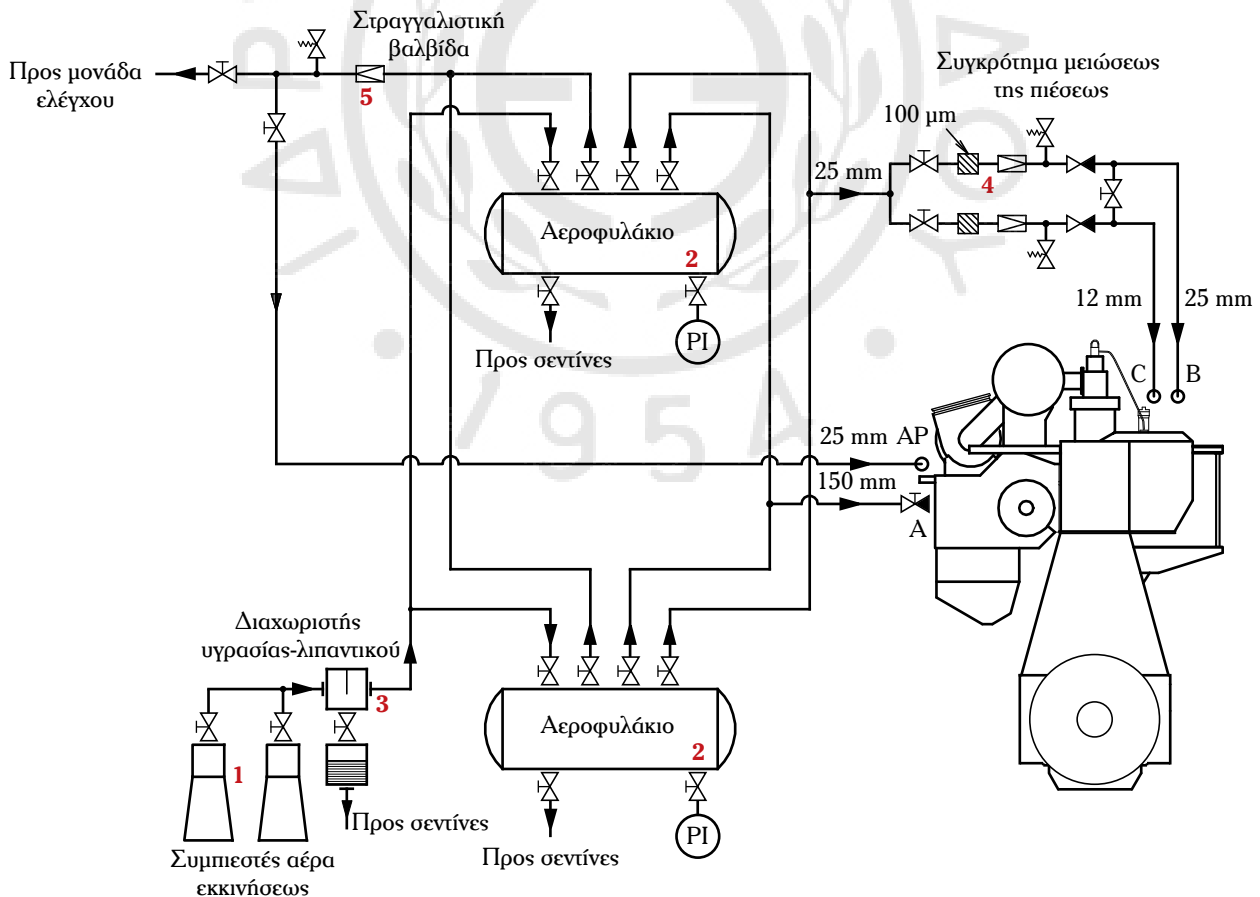 Στραγγαλιστική
βαλβίδα
Προς μονάδα
ελέγχου
5
Συγκρότημα μειώσεως
της πιέσεως
100 μm
25 mm
4
Αεροφυλάκιο
2
PI
Προς σεντίνες
12 mm
25 mm
C
B
25 mm AP
150 mm
A
Διαχωριστής
υγρασίας-λιπαντικού
3
1
Προς σεντίνες
Συμπιεστές αέρα
εκκινήσεως
Αεροφυλάκιο
2
PI
Προς σεντίνες
1954